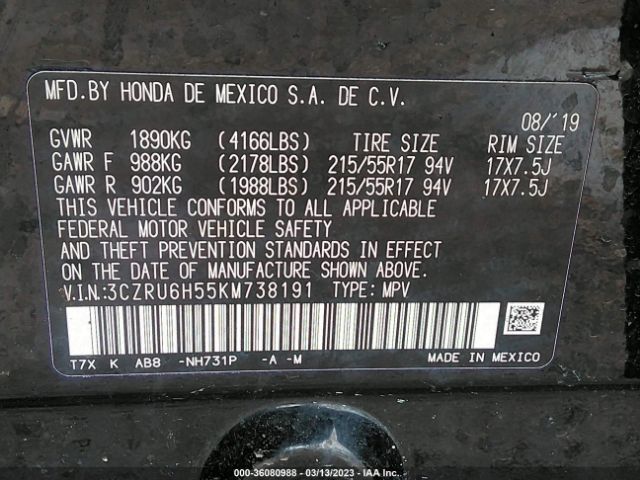 MFD.BY HONDA DE MEXICO S.A. DE C.V.
08/'19
GVWR 1890KG (4166LBS) TIRE SIZE RIM SIZE
GAWR F 988KG (2178LBS) 215/55R17 94V 17X7.5J
GAWR R 902KG (1988LBS) 215/55R17 94V 17X7.5J
THIS VEHICLE CONFORMS TO ALL APPLICABLE
FEDERAL MOTOR VEHICLE SAFETY
AND THEFT PREVENTION STANDARDS IN EFFECT
ON THE DATE OF MANUFACTURE SHOWN ABOVE.
V.I.N.:3CZRU6H55KM738191 TYPE: MPV
T7X K AB8 -NH731P -A -M MADE IN MEXICO
000-36080988 - 03/13/2023 - IAA Inc.